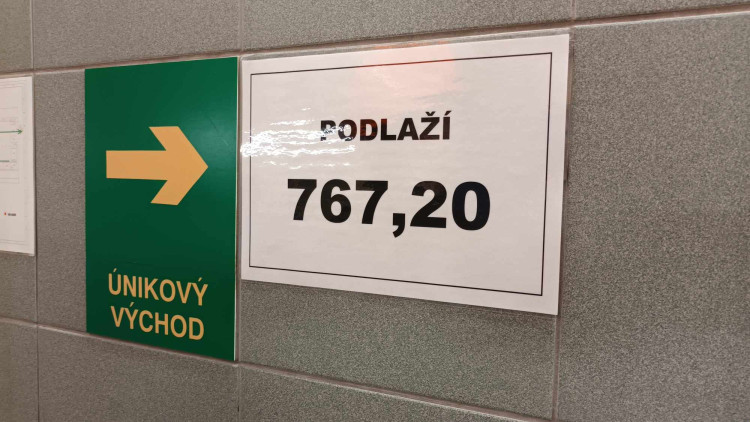 ÚNIKOVÝ
VÝCHOD
PODLAŽÍ
767,20